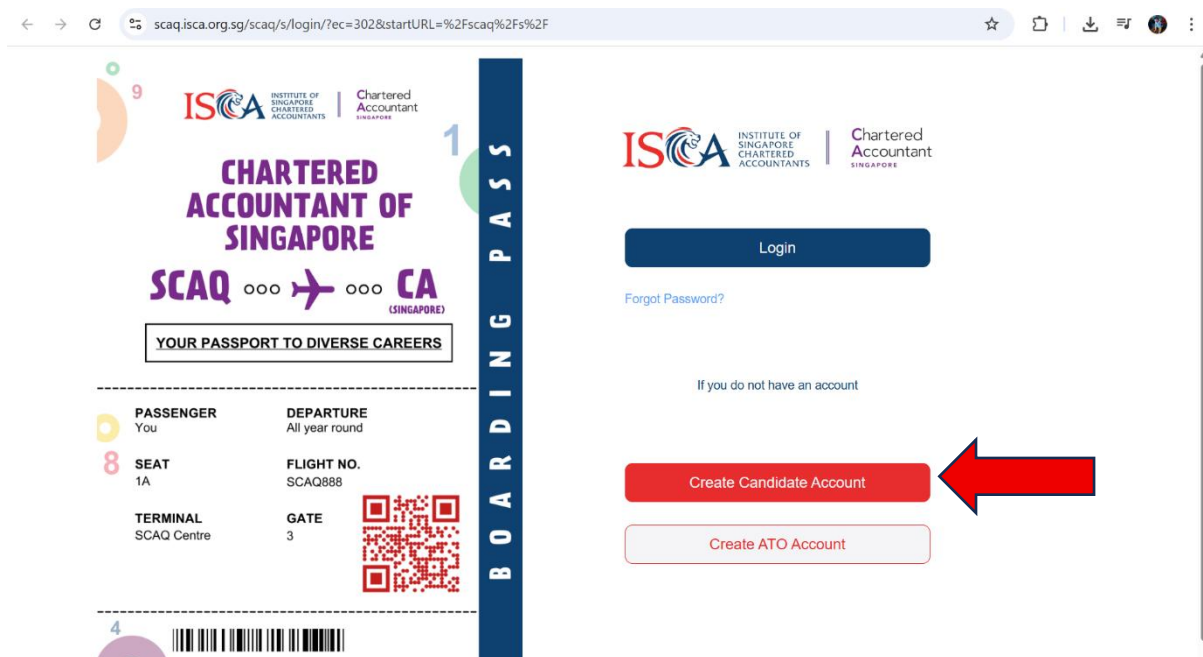 scaq.isca.org.sg/scaq/s/login/?ec=302&startURL=%2Fscaq%2Fs%2F
9
ISCA
INSTITUTE OF
SINGAPORE
CHARTERED
ACCOUNTANTS
Chartered
Accountant
SINGAPORE
1
CHARTERED
ACCOUNTANT OF
SINGAPORE
SCAQ CA
(SINGAPORE)
YOUR PASSPORT TO DIVERSE CAREERS
PASSENGER DEPARTURE
You All year round
8
SEAT FLIGHT NO.
1A SCAQ888
TERMINAL GATE
SCAQ Centre 3
4
BOARDING PASS
ISCA
INSTITUTE OF
SINGAPORE
CHARTERED
ACCOUNTANTS
Chartered
Accountant
SINGAPORE
Login
Forgot Password?
If you do not have an account
Create Candidate Account
Create ATO Account